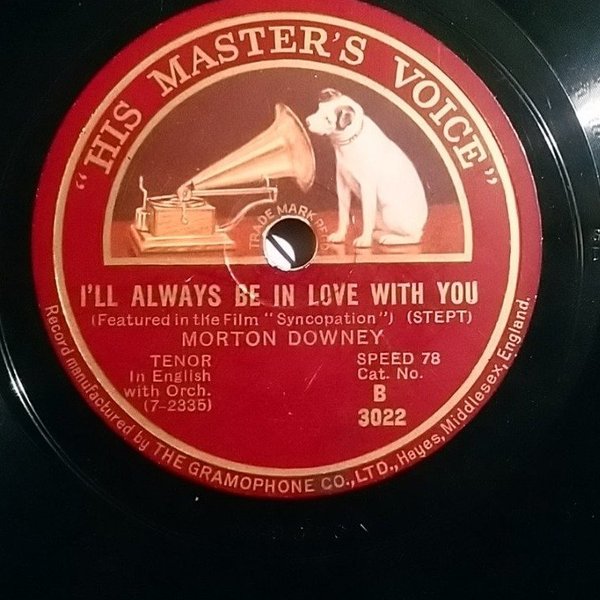 "HIS MASTER'S VOICE"
TRADE MARK REGD
I'LL ALWAYS BE IN LOVE WITH YOU
(Featured in the Film "Syncopation") (STEPT)
MORTON DOWNEY
TENOR
In English
with Orch.
(7-2335)
SPEED 78
Cat. No.
B
3022
Record manufactured by THE GRAMOPHONE CO., LTD., Hayes, Middlesex, England.